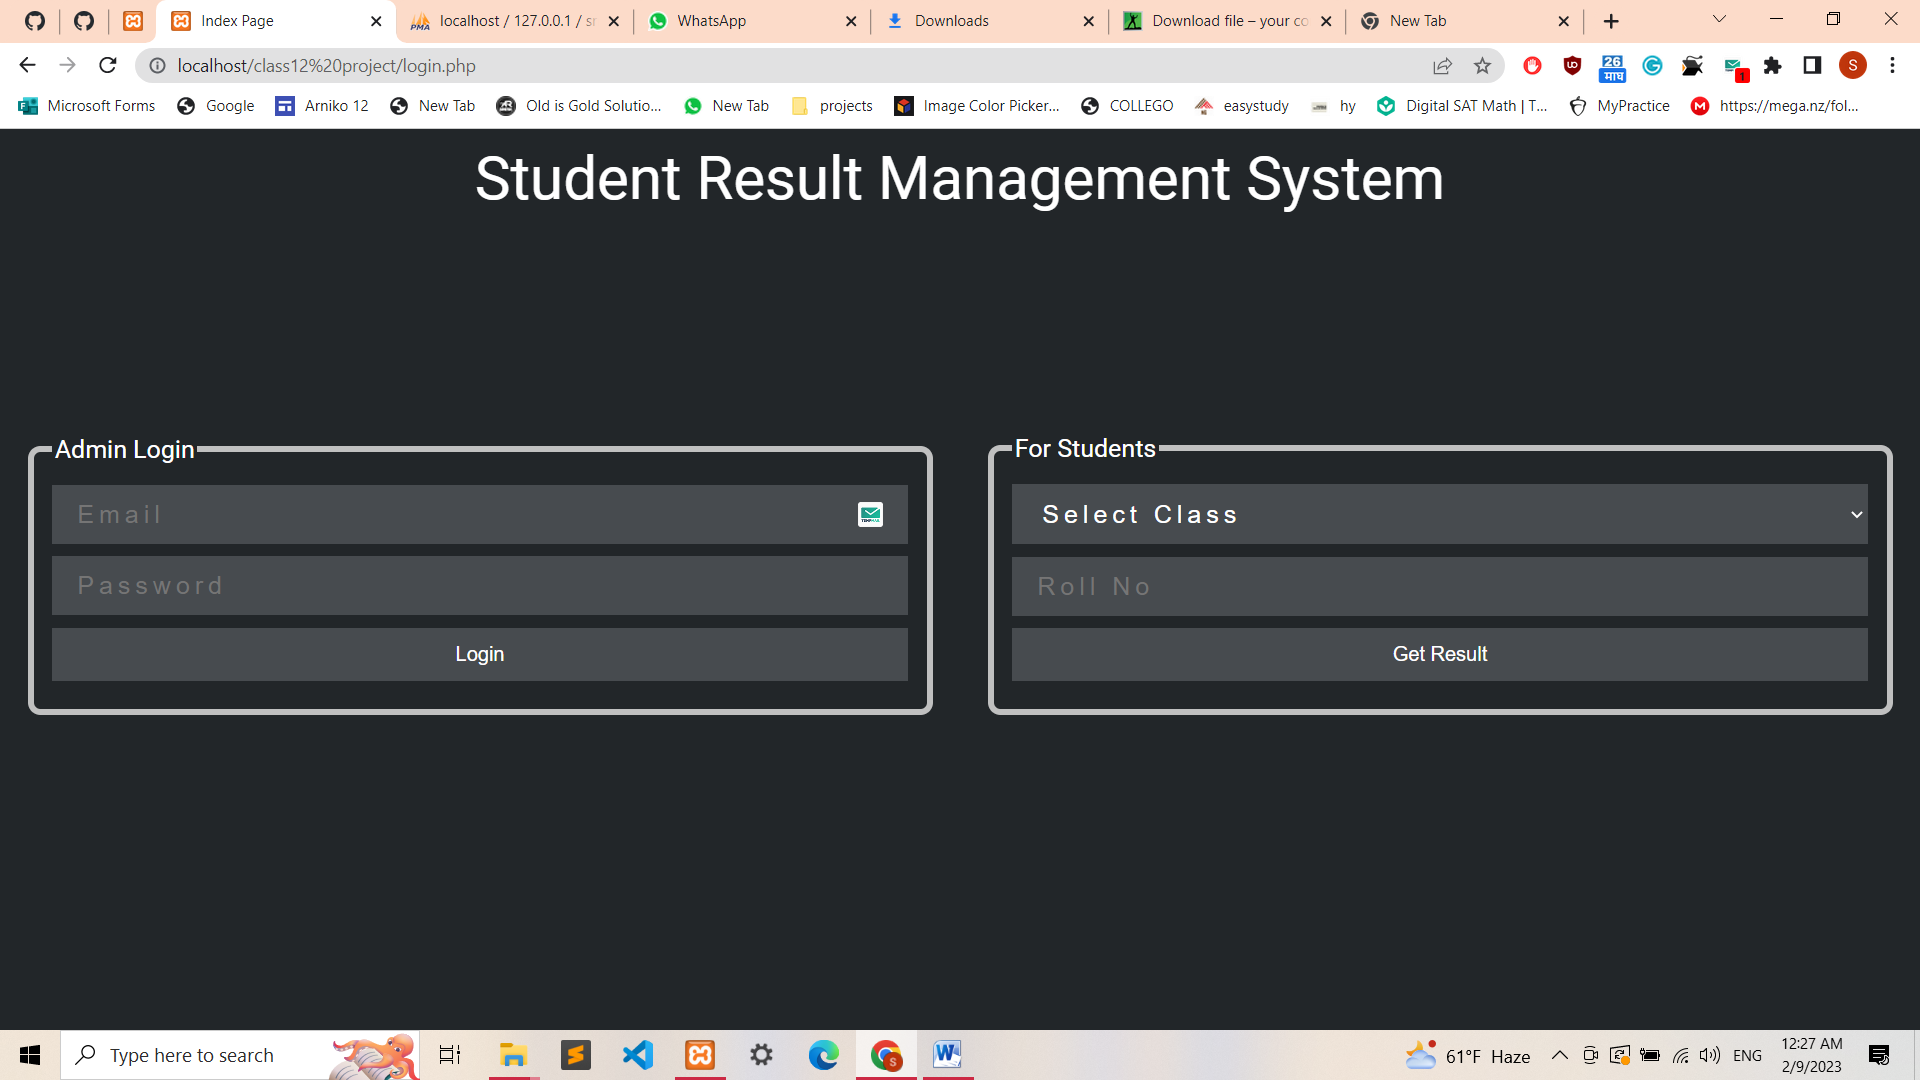 Index Page
localhost / 127.0.0.1 / sr
WhatsApp
Downloads
Download file – your co
New Tab
localhost/class12%20project/login.php
26
माघ
1
S
Microsoft Forms
Google
Arniko 12
New Tab
Old is Gold Solutio...
New Tab
projects
Image Color Picker...
COLLEGO
easystudy
hy
Digital SAT Math | T...
MyPractice
https://mega.nz/fol...
Student Result Management System
Admin Login
Email
Password
Login
For Students
Select Class
Roll No
Get Result
Type here to search
61°F Haze
ENG
12:27 AM
2/9/2023